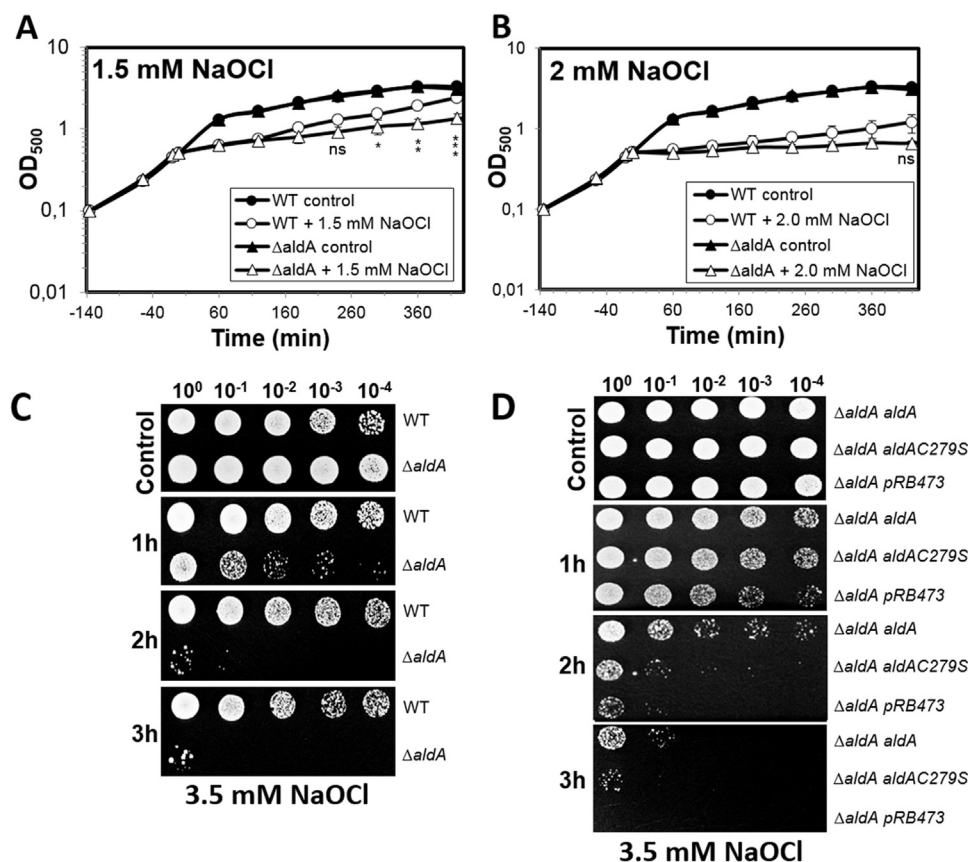 A
1.5 mM NaOCl
OD500
10
1
0,1
0,01
ns
*
**
***
WT control
WT + 1.5 mM NaOCl
ΔaldA control
ΔaldA + 1.5 mM NaOCl
-140 -40 60 160 260 360
Time (min)
B
2 mM NaOCl
OD500
10
1
0,1
0,01
ns
WT control
WT + 2.0 mM NaOCl
ΔaldA control
ΔaldA + 2.0 mM NaOCl
-140 -40 60 160 260 360
Time (min)
C
10⁰ 10⁻¹ 10⁻² 10⁻³ 10⁻⁴
Control
WT
ΔaldA
1h
WT
ΔaldA
2h
WT
ΔaldA
3h
WT
ΔaldA
3.5 mM NaOCl
D
10⁰ 10⁻¹ 10⁻² 10⁻³ 10⁻⁴
Control
ΔaldA aldA
ΔaldA aldAC279S
ΔaldA pRB473
1h
ΔaldA aldA
ΔaldA aldAC279S
ΔaldA pRB473
2h
ΔaldA aldA
ΔaldA aldAC279S
ΔaldA pRB473
3h
ΔaldA aldA
ΔaldA aldAC279S
ΔaldA pRB473
3.5 mM NaOCl